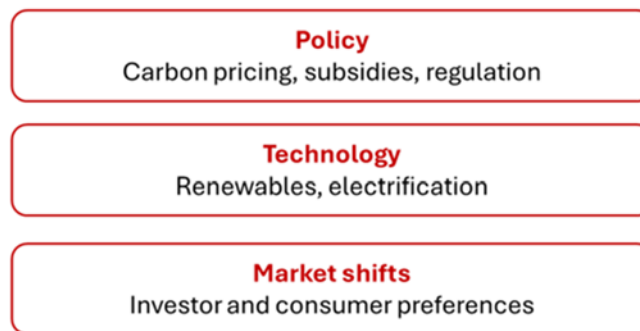 Policy
Carbon pricing, subsidies, regulation
Technology
Renewables, electrification
Market shifts
Investor and consumer preferences